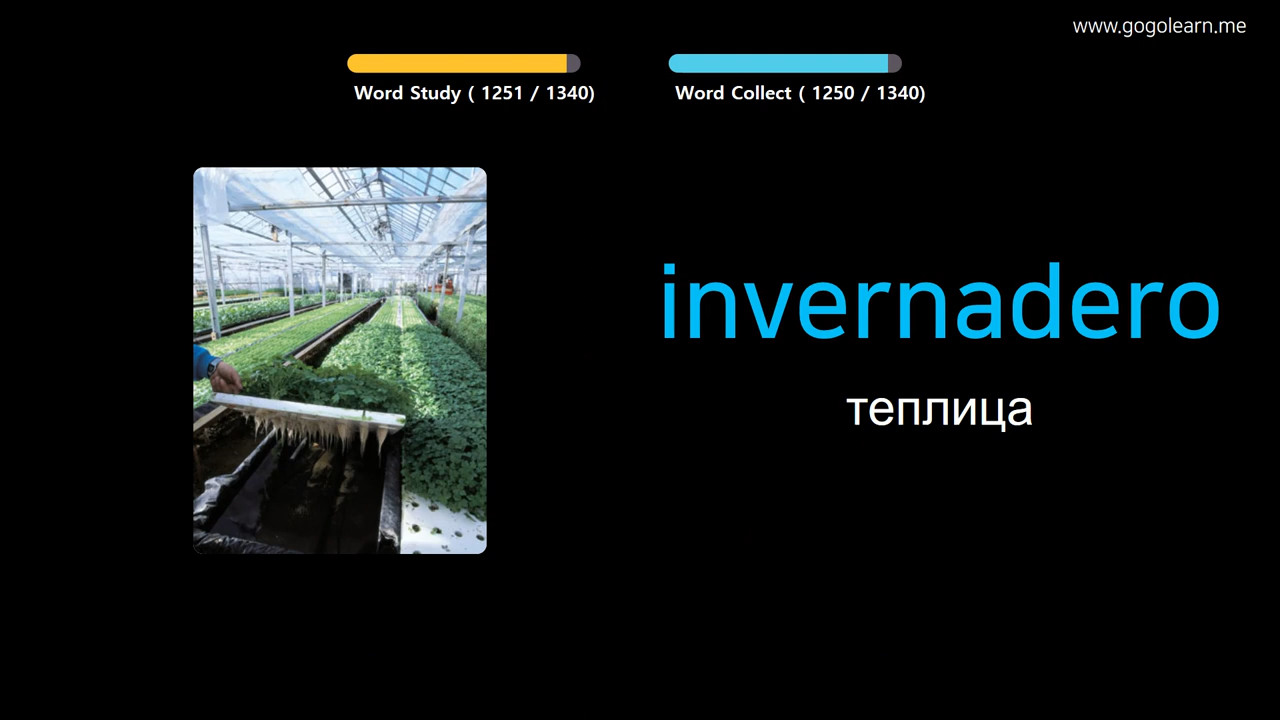 www.gogolearn.me
Word Study ( 1251 / 1340)
Word Collect ( 1250 / 1340)
invernadero
теплица